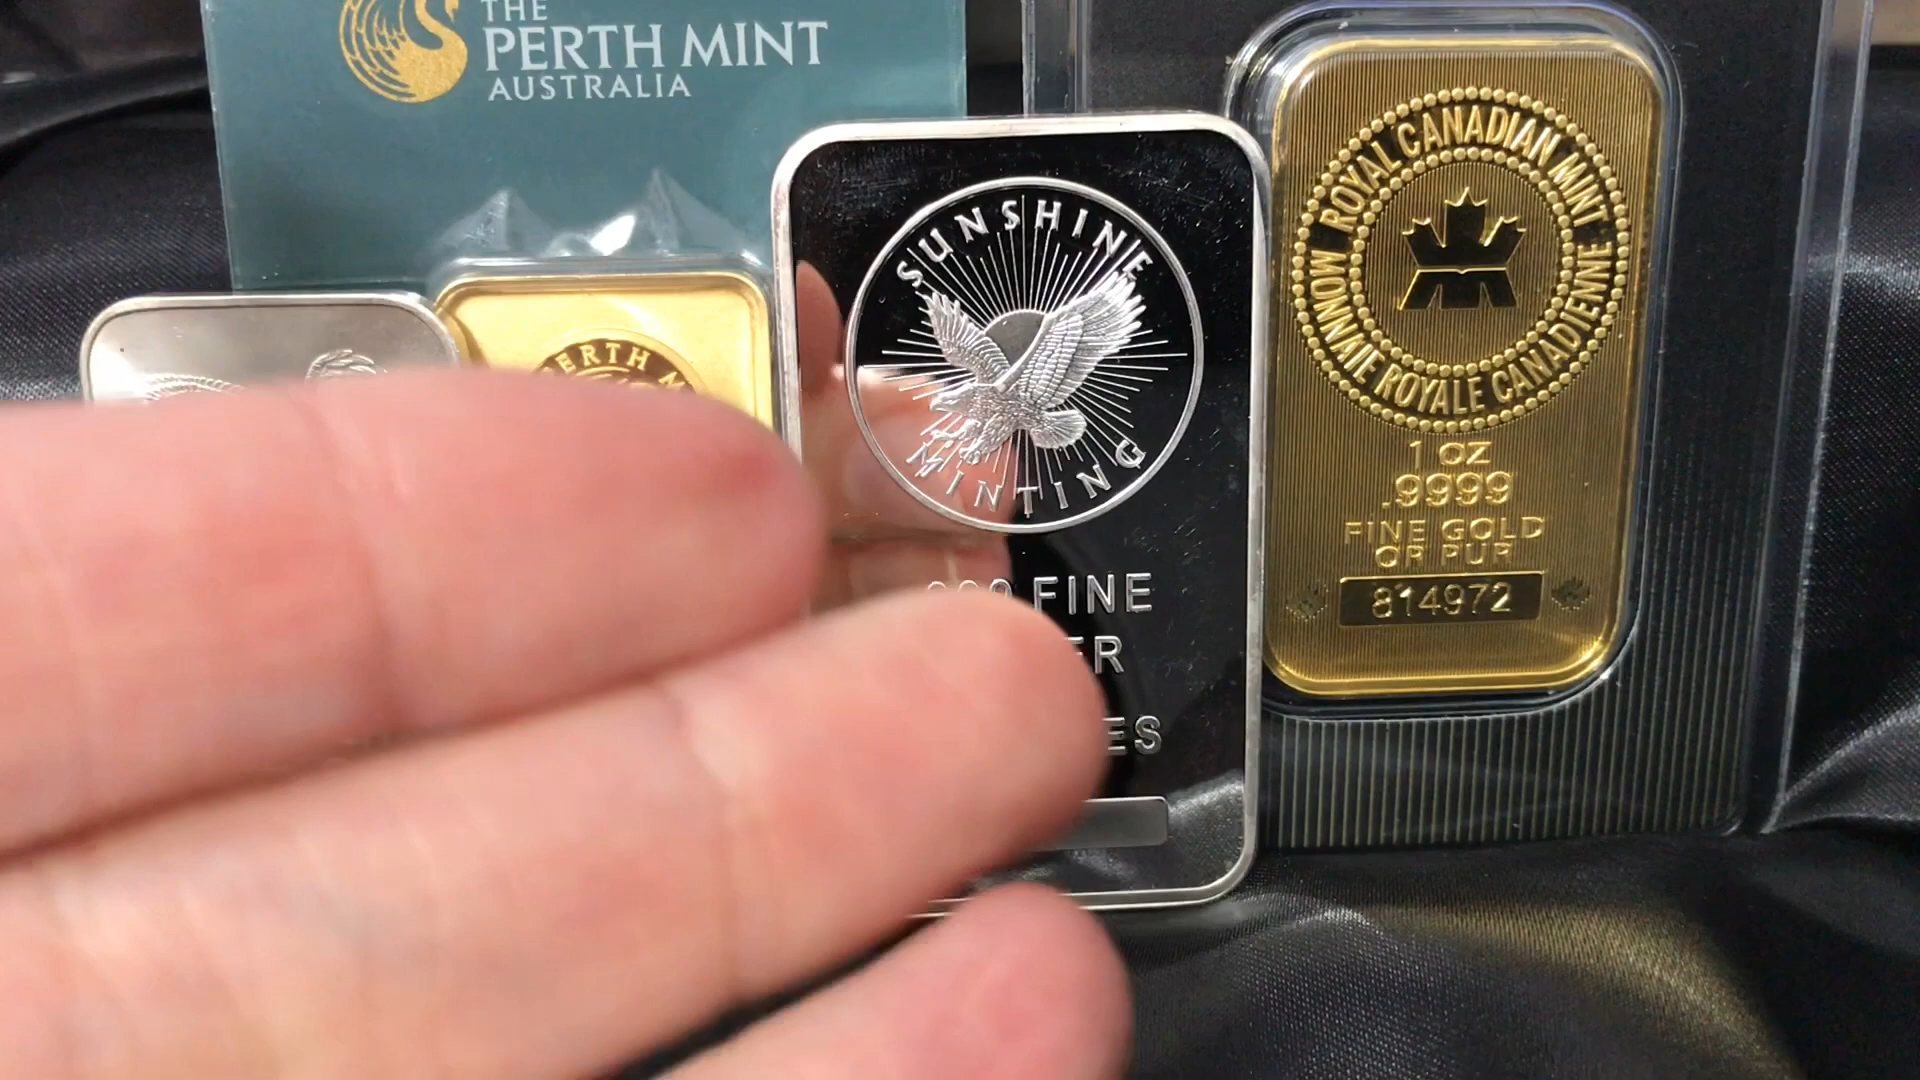 THE
PERTH MINT
AUSTRALIA
PERTH
SUNSHINE
MINTING
FINE
ROYAL CANADIAN MINT
MONNAIE ROYALE CANADIENNE
1 oz
.9999
FINE GOLD
OR PUR
814972